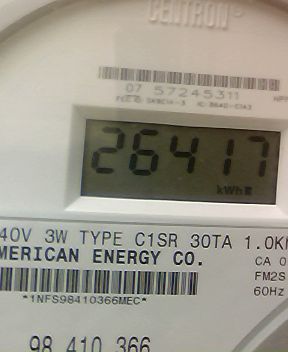 CENTRON®
07 57245311
26417
kWh
40V 3W TYPE C1SR 30TA 1.0K
MERICAN ENERGY CO.
CA 0
FM2S
60Hz
*1NFS98410366MEC*
98 410 366